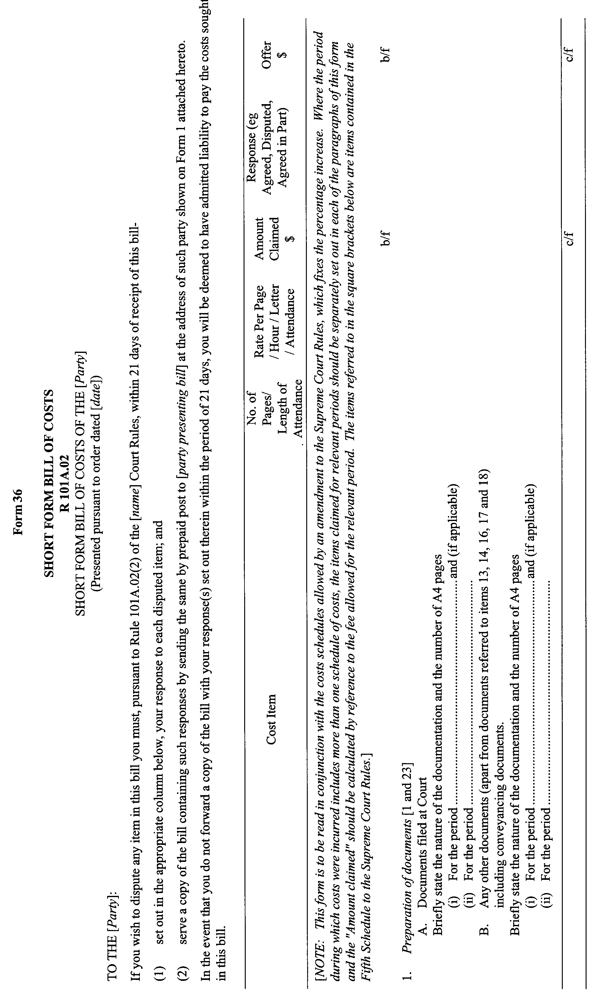 Form 36
SHORT FORM BILL OF COSTS
R 101A.02
SHORT FORM BILL OF COSTS OF THE [Party]
(Presented pursuant to order dated [date])
TO THE [Party]:
If you wish to dispute any item in this bill you must, pursuant to Rule 101A.02(2) of the [name] Court Rules, within 21 days of receipt of this bill-
(1) set out in the appropriate column below, your response to each disputed item; and
(2) serve a copy of the bill containing such responses by sending the same by prepaid post to [party presenting bill] at the address of such party shown on Form 1 attached hereto.
In the event that you do not forward a copy of the bill with your response(s) set out therein within the period of 21 days, you will be deemed to have admitted liability to pay the costs sought
in this bill.
Cost Item
No. of
Pages/
Length of
Attendance
Rate Per Page
/ Hour / Letter
/ Attendance
Amount
Claimed
$
Response (eg
Agreed, Disputed,
Agreed in Part)
Offer
$
[NOTE: This form is to be read in conjunction with the costs schedules allowed by an amendment to the Supreme Court Rules, which fixes the percentage increase. Where the period
during which costs were incurred includes more than one schedule of costs, the items claimed for relevant periods should be separately set out in each of the paragraphs of this form
and the "Amount claimed" should be calculated by reference to the fee allowed for the relevant period. The items referred to in the square brackets below are items contained in the
Fifth Schedule to the Supreme Court Rules.]
b/f b/f
1. Preparation of documents [1 and 23]
A. Documents filed at Court
Briefly state the nature of the documentation and the number of A4 pages
(i) For the period ........................................ and (if applicable)
(ii) For the period ........................................
B. Any other documents (apart from documents referred to items 13, 14, 16, 17 and 18)
including conveyancing documents.
Briefly state the nature of the documentation and the number of A4 pages
(i) For the period ........................................ and (if applicable)
(ii) For the period ........................................
c/f c/f